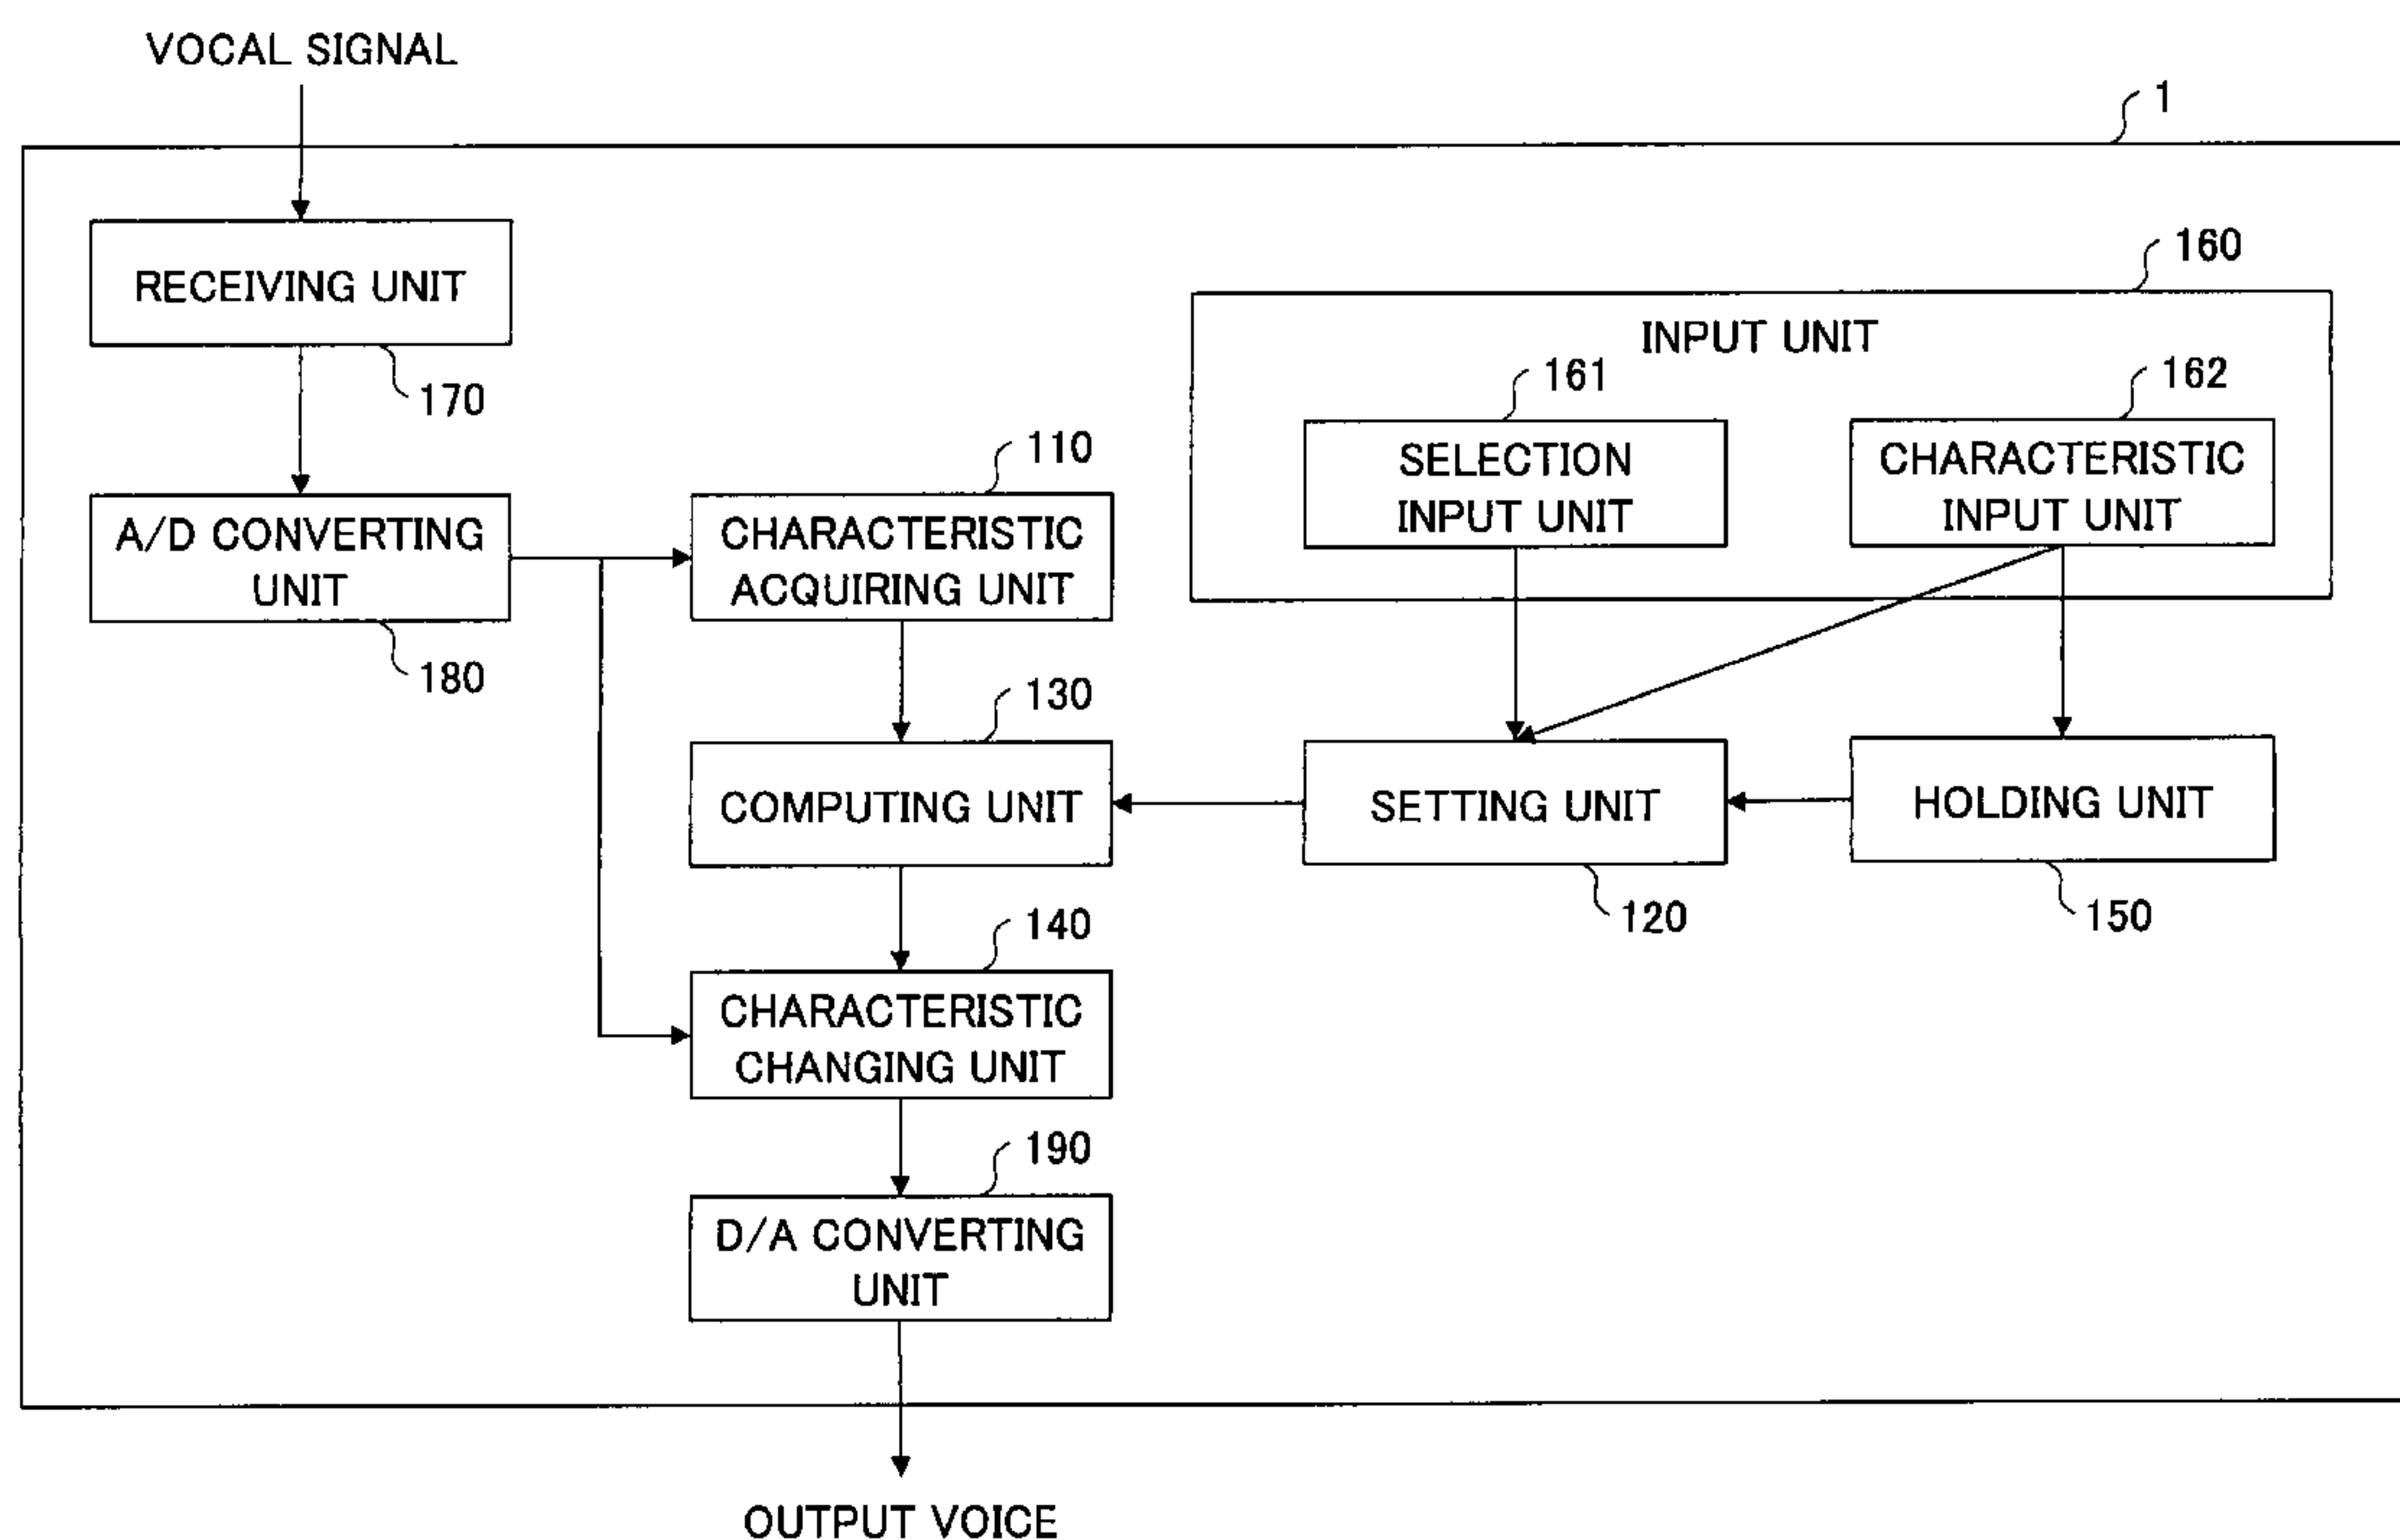 VOCAL SIGNAL
1
RECEIVING UNIT
170
160
INPUT UNIT
161
SELECTION
INPUT UNIT
162
CHARACTERISTIC
INPUT UNIT
A/D CONVERTING
UNIT
180
110
CHARACTERISTIC
ACQUIRING UNIT
130
COMPUTING UNIT
SETTING UNIT
120
HOLDING UNIT
150
140
CHARACTERISTIC
CHANGING UNIT
190
D/A CONVERTING
UNIT
OUTPUT VOICE